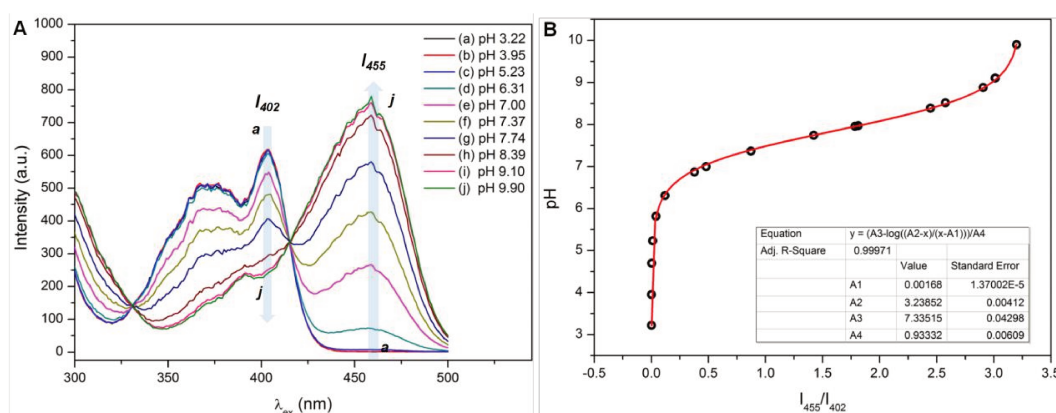 A
1000
900
800
700
600
500
400
300
200
100
0
Intensity (a.u.)
300
350
400
450
500
λex (nm)
I402
a
j
I455
j
a
(a) pH 3.22
(b) pH 3.95
(c) pH 5.23
(d) pH 6.31
(e) pH 7.00
(f) pH 7.37
(g) pH 7.74
(h) pH 8.39
(i) pH 9.10
(j) pH 9.90
B
10
9
8
7
6
5
4
3
pH
-0.5
0.0
0.5
1.0
1.5
2.0
2.5
3.0
3.5
I455/I402
Equation y = (A3-log((A2-x)/(x-A1)))/A4
Adj. R-Square 0.99971
Value Standard Error
A1 0.00168 1.37002E-5
A2 3.23852 0.00412
A3 7.33515 0.04298
A4 0.93332 0.00609